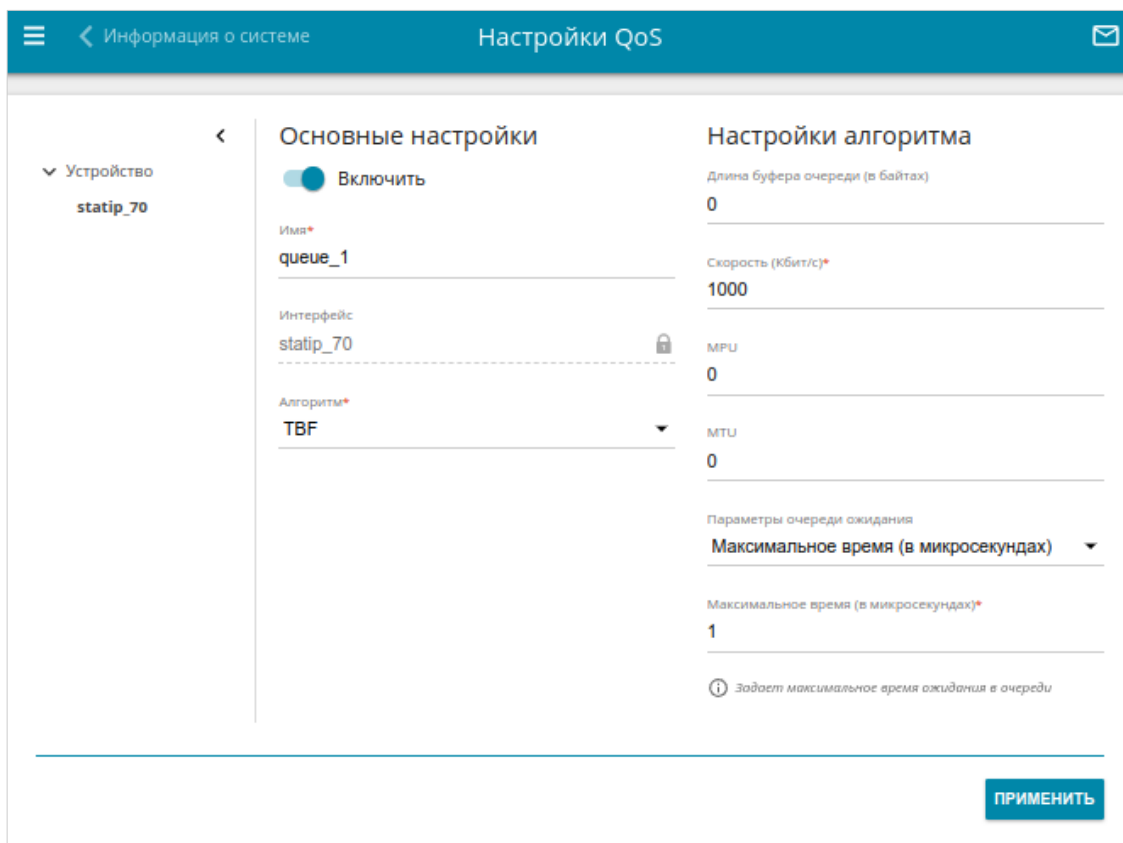 Информация о системе
Настройки QoS
Устройство
statip_70
Основные настройки
Включить
Имя*
queue_1
Интерфейс
statip_70
Алгоритм*
TBF
Настройки алгоритма
Длина буфера очереди (в байтах)
0
Скорость (Кбит/с)*
1000
MPU
0
MTU
0
Параметры очереди ожидания
Максимальное время (в микросекундах)
Максимальное время (в микросекундах)*
1
Задает максимальное время ожидания в очереди
ПРИМЕНИТЬ